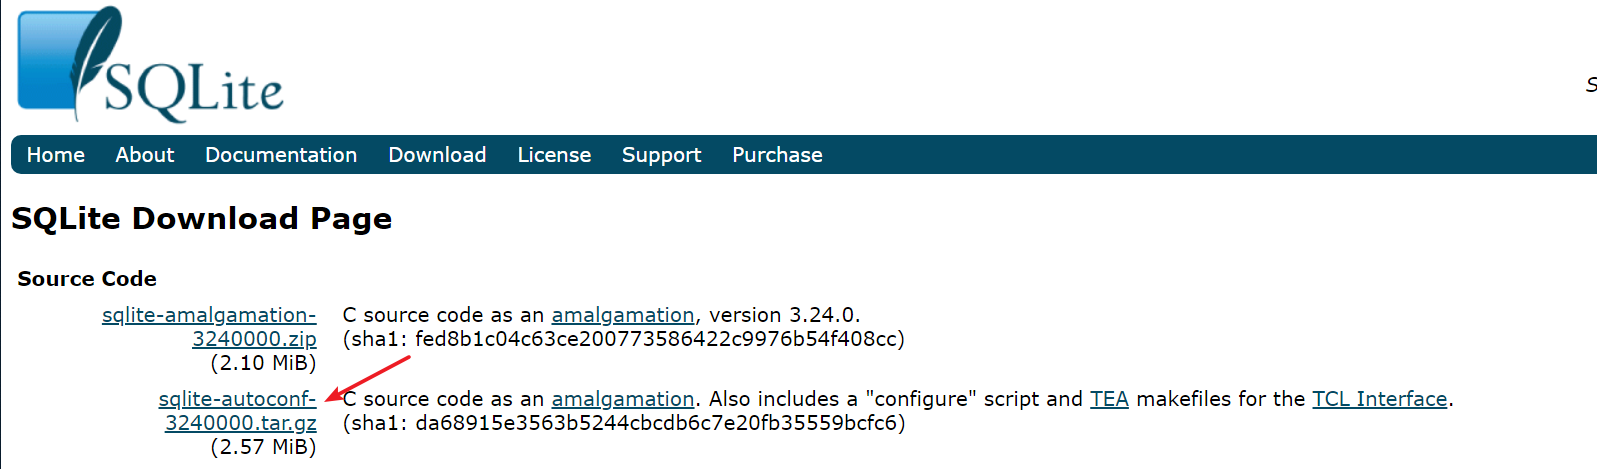 SQLite
S
Home About Documentation Download License Support Purchase
SQLite Download Page
Source Code
sqlite-amalgamation-3240000.zip
(2.10 MiB)
C source code as an amalgamation, version 3.24.0.
(sha1: fed8b1c04c63ce200773586422c9976b54f408cc)
sqlite-autoconf-3240000.tar.gz
(2.57 MiB)
C source code as an amalgamation. Also includes a "configure" script and TEA makefiles for the TCL Interface.
(sha1: da68915e3563b5244cbcdb6c7e20fb35559bcfc6)